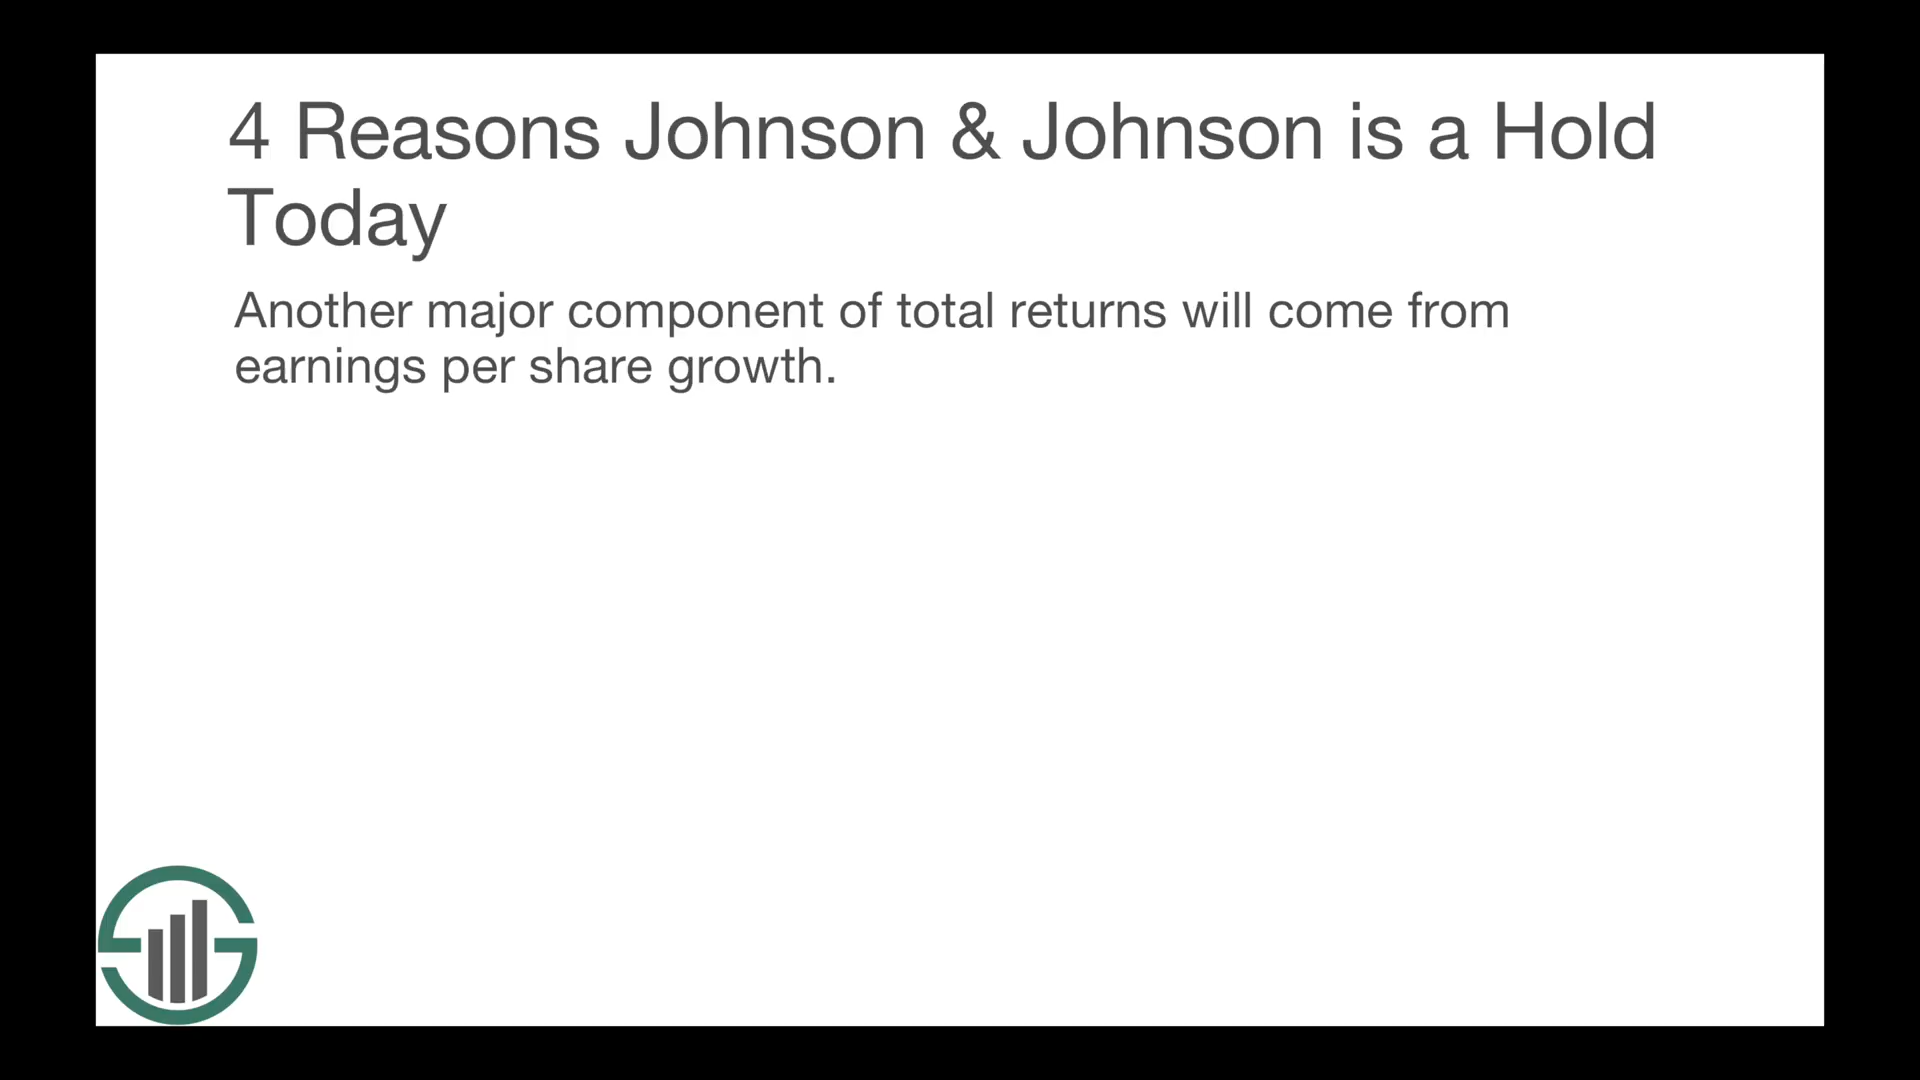 4 Reasons Johnson & Johnson is a Hold
Today
Another major component of total returns will come from
earnings per share growth.